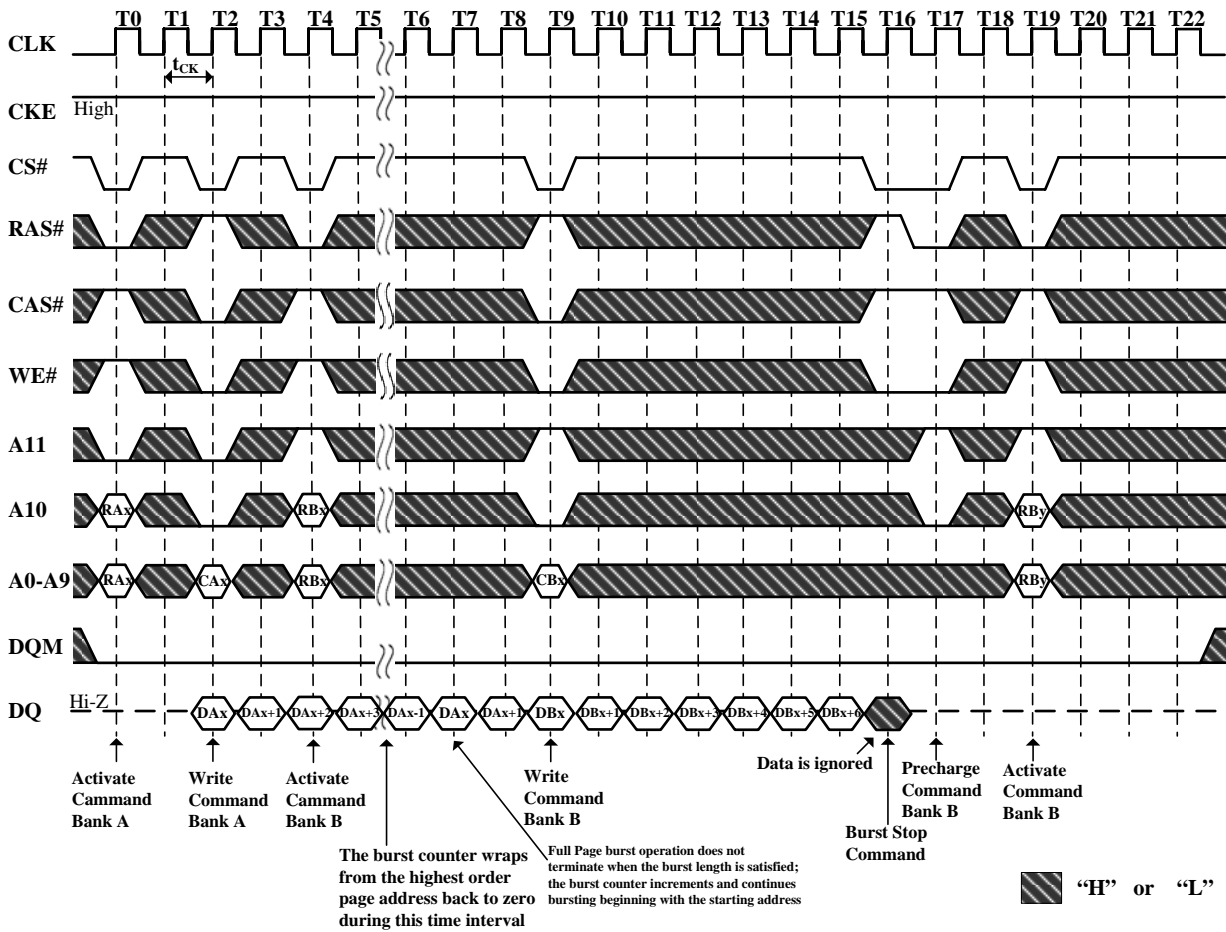 T0 T1 T2 T3 T4 T5 T6 T7 T8 T9 T10 T11 T12 T13 T14 T15 T16 T17 T18 T19 T20 T21 T22
CLK
tCK
CKE High
CS#
RAS#
CAS#
WE#
A11
A10 RAx RBx RBy
A0-A9 RAx CAx RBx CBx RBy
DQM
DQ Hi-Z DAx DAx+1 DAx+2 DAx+3 DAx-1 DAx DAx+1 DBx DBx+1 DBx+2 DBx+3 DBx+4 DBx+5 DBx+6
Activate
Cammand
Bank A
Write
Command
Bank A
Activate
Cammand
Bank B
The burst counter wraps
from the highest order
page address back to zero
during this time interval
Full Page burst operation does not
terminate when the burst length is satisfied;
the burst counter increments and continues
bursting beginning with the starting address
Write
Command
Bank B
Data is ignored
Burst Stop
Command
Precharge
Command
Bank B
Activate
Command
Bank B
“H” or “L”